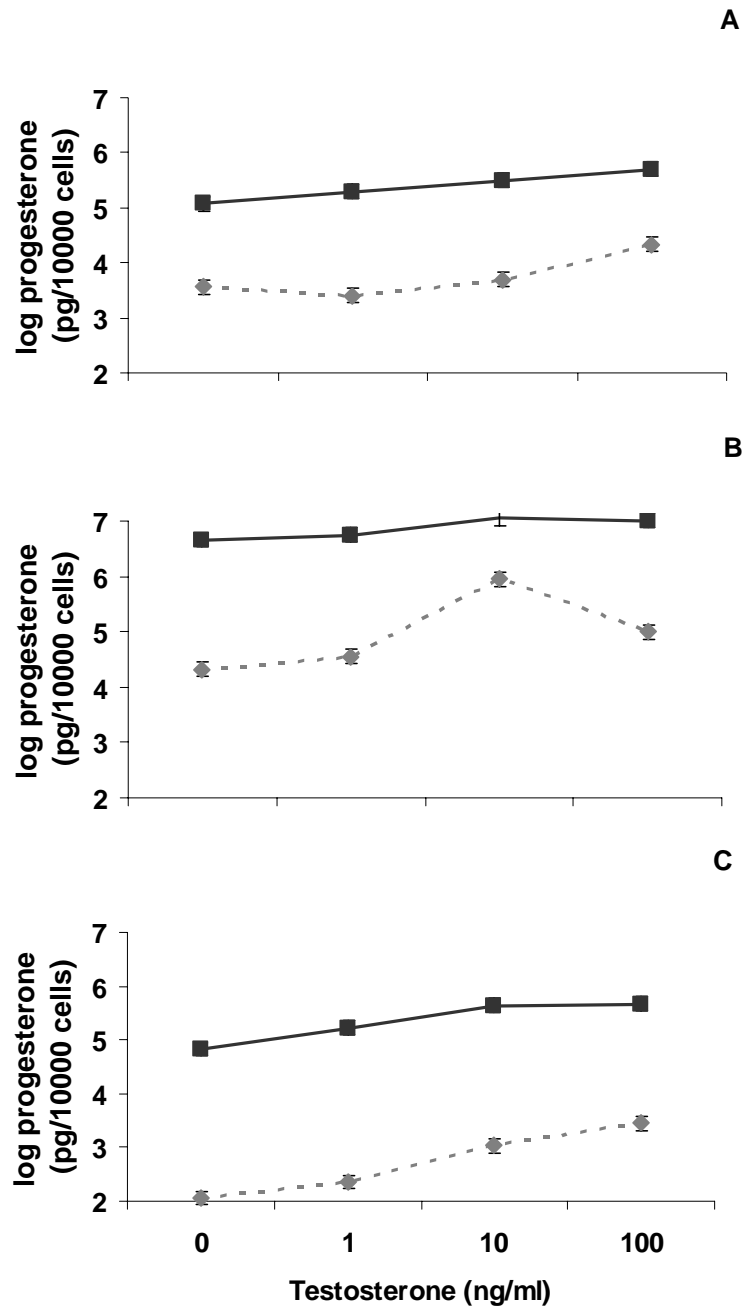 A
log progesterone
(pg/10000 cells)
7
6
5
4
3
2
B
log progesterone
(pg/10000 cells)
7
6
5
4
3
2
C
log progesterone
(pg/10000 cells)
7
6
5
4
3
2
0 1 10 100
Testosterone (ng/ml)